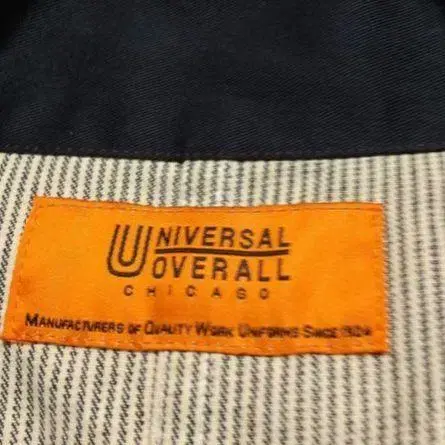 UNIVERSAL
OVERALL
CHICAGO
MANUFACTURERS OF QUALITY WORK UNIFORMS SINCE 1924